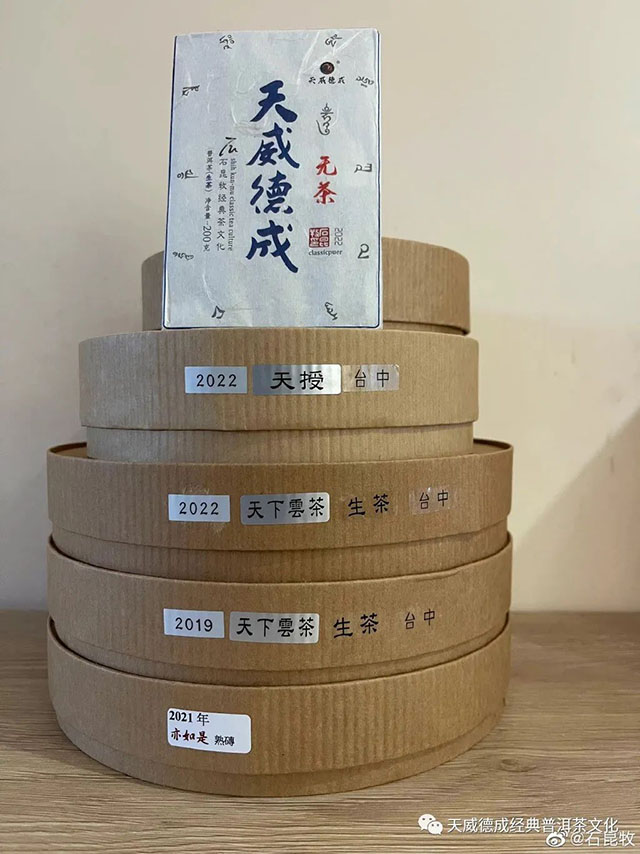 天威德成
天威德成
无茶
石昆牧经典茶文化
shih kun-mu classic tea culture
普洱茶(生茶) 净含量:200克
2022
classicpuer
2022 天授 台中
2022 天下雲茶 生茶 台中
2019 天下雲茶 生茶 台中
2021年
亦如是 熟磚
天威德成经典普洱茶文化
@石昆牧